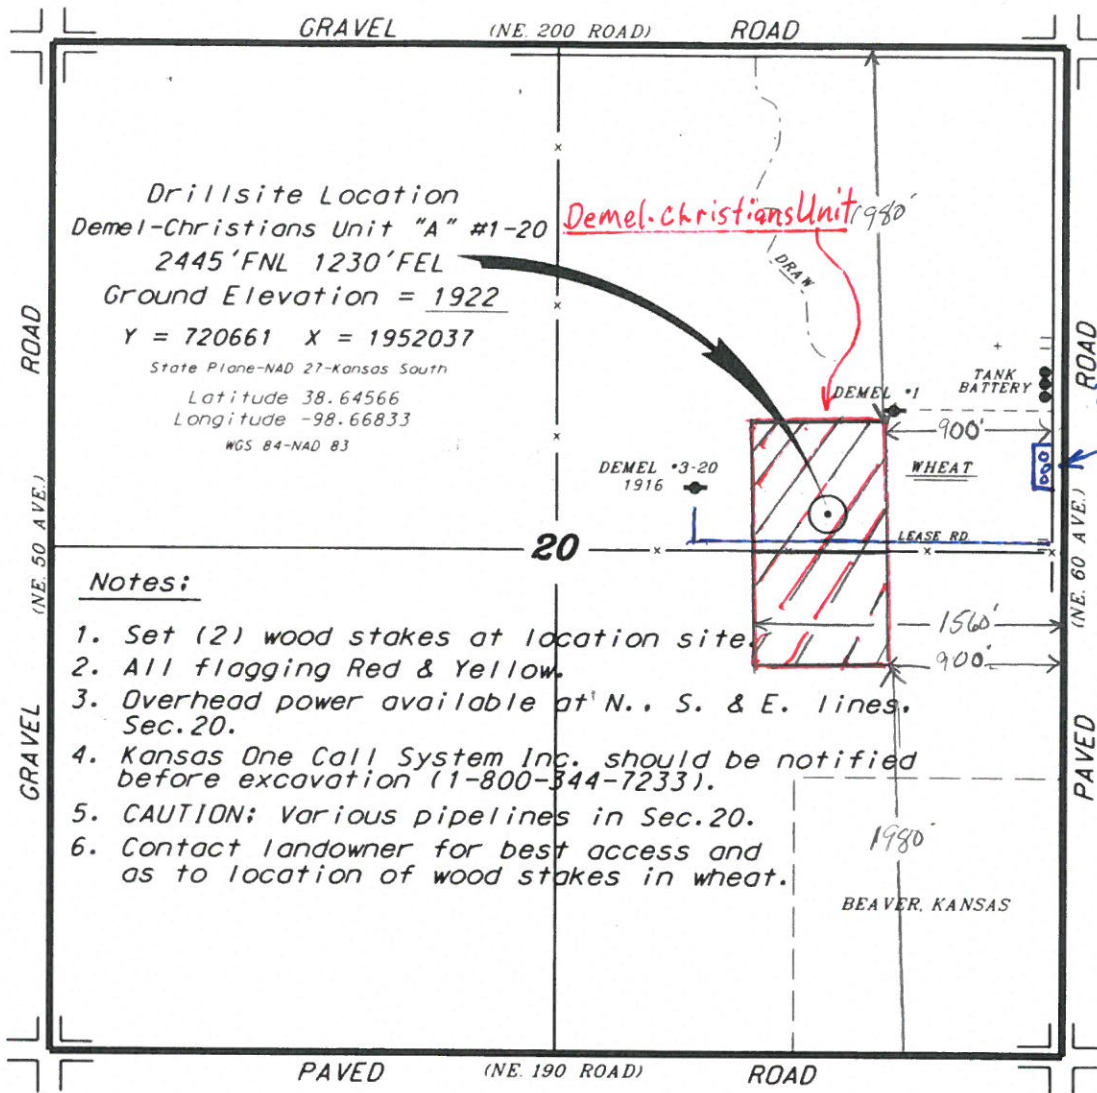 GRAVEL (NE. 200 ROAD) ROAD
Drillsite Location
Demel-Christians Unit "A" #1-20
2445'FNL 1230'FEL
Ground Elevation = 1922
Y = 720661 X = 1952037
State Plane-NAD 27-Kansas South
Latitude 38.64566
Longitude -98.66833
WGS 84-NAD 83
Demel-Christians Unit
1980'
DRAW
DEMEL #1
TANK
BATTERY
900'
WHEAT
DEMEL #3-20
1916
LEASE RD.
20
1560'
900'
Notes:
1. Set (2) wood stakes at location site.
2. All flagging Red & Yellow.
3. Overhead power available at N., S. & E. lines,
Sec.20.
4. Kansas One Call System Inc. should be notified
before excavation (1-800-344-7233).
5. CAUTION: Various pipelines in Sec.20.
6. Contact landowner for best access and
as to location of wood stakes in wheat.
1980'
BEAVER, KANSAS
GRAVEL (NE. 50 AVE.) ROAD
PAVED (NE. 60 AVE.) ROAD
PAVED (NE. 190 ROAD) ROAD